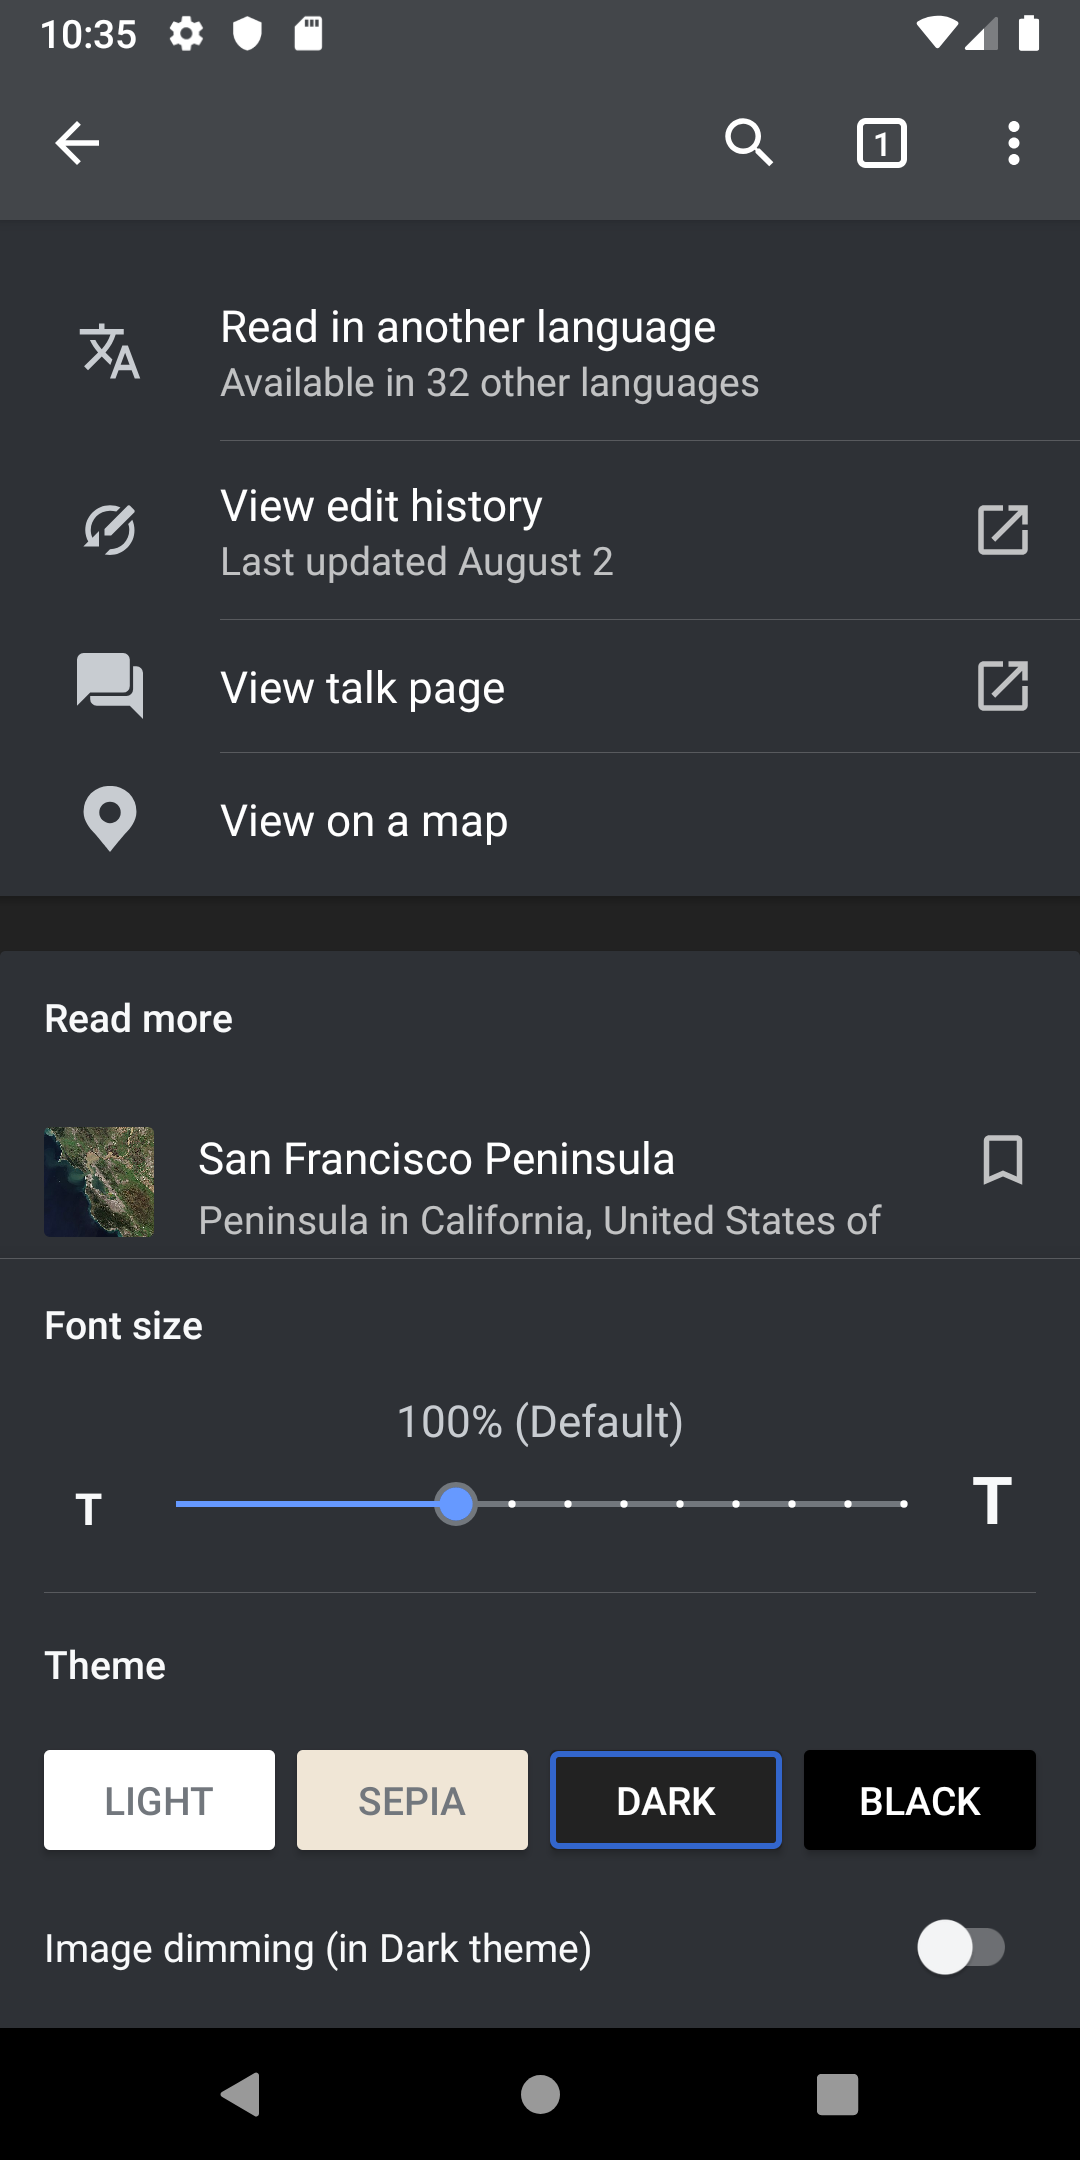 10:35
1
Read in another language
Available in 32 other languages
View edit history
Last updated August 2
View talk page
View on a map
Read more
San Francisco Peninsula
Peninsula in California, United States of
Font size
100% (Default)
T T
Theme
LIGHT SEPIA DARK BLACK
Image dimming (in Dark theme)